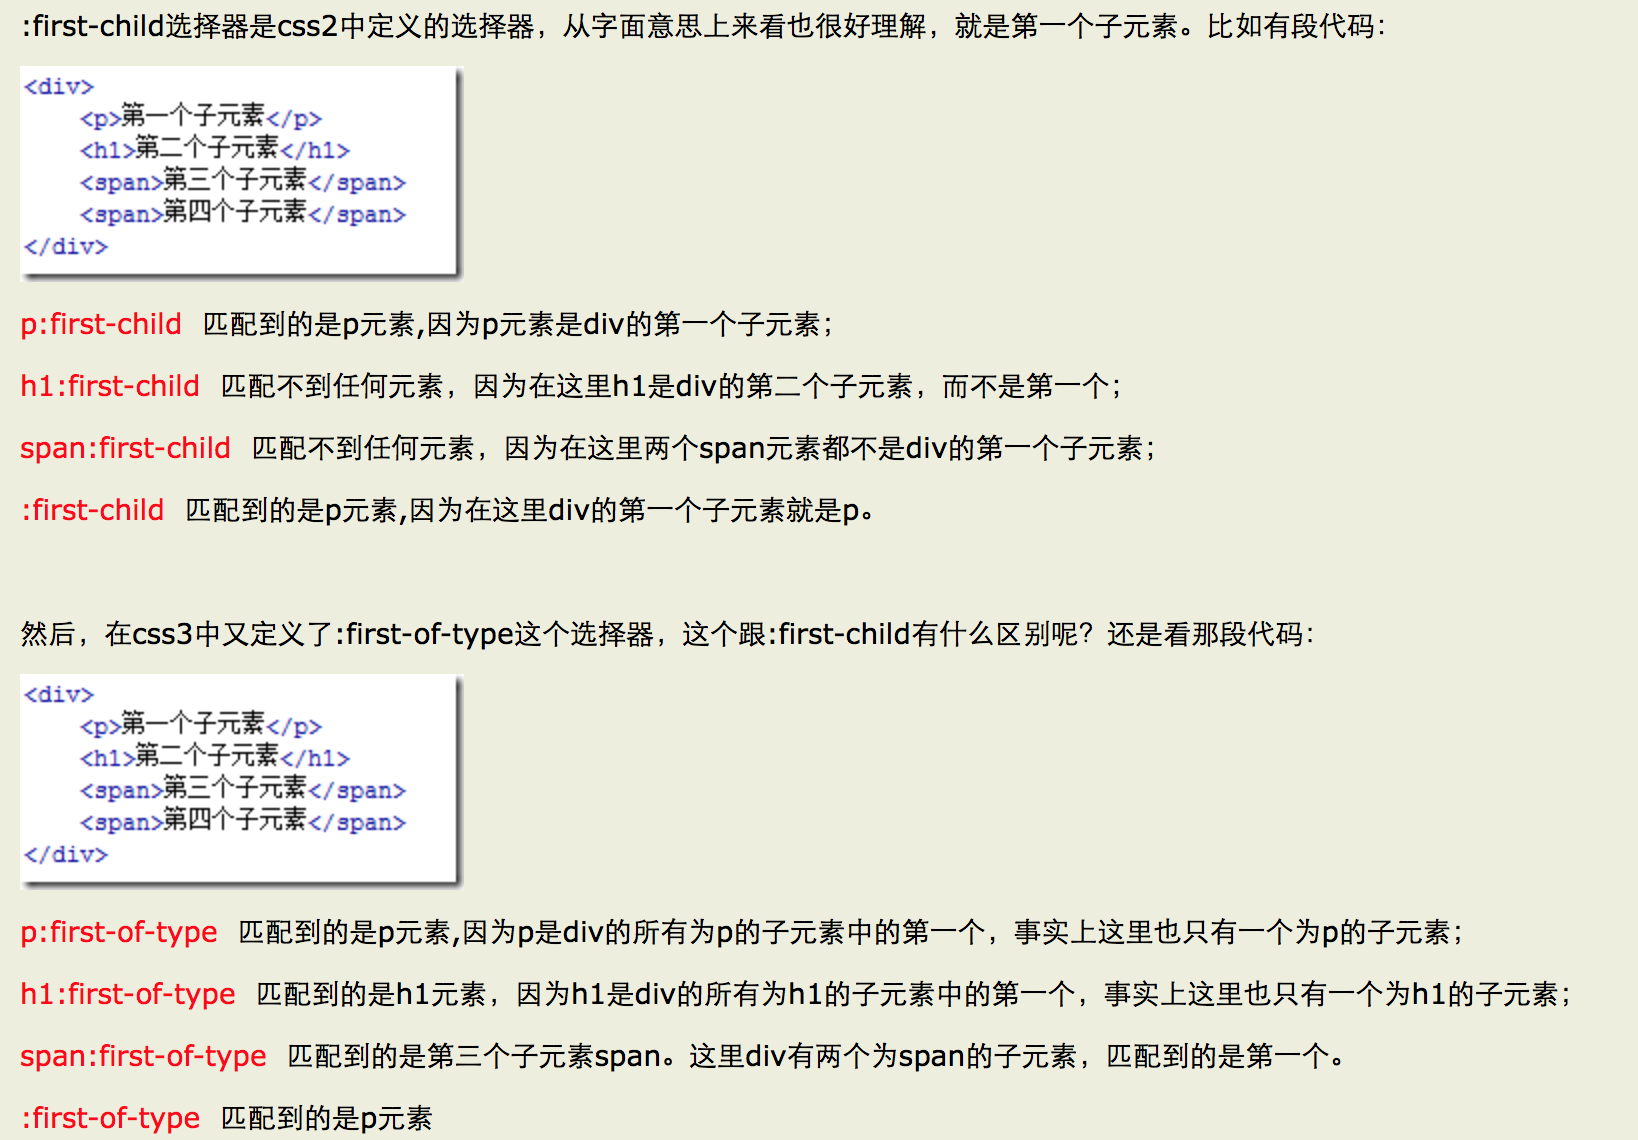 :first-child选择器是css2中定义的选择器，从字面意思上来看也很好理解，就是第一个子元素。比如有段代码：
<div>
<p>第一个子元素</p>
<h1>第二个子元素</h1>
<span>第三个子元素</span>
<span>第四个子元素</span>
</div>
p:first-child 匹配到的是p元素,因为p元素是div的第一个子元素；
h1:first-child 匹配不到任何元素，因为在这里h1是div的第二个子元素，而不是第一个；
span:first-child 匹配不到任何元素，因为在这里两个span元素都不是div的第一个子元素；
:first-child 匹配到的是p元素,因为在这里div的第一个子元素就是p。
然后，在css3中又定义了:first-of-type这个选择器，这个跟:first-child有什么区别呢？还是看那段代码：
<div>
<p>第一个子元素</p>
<h1>第二个子元素</h1>
<span>第三个子元素</span>
<span>第四个子元素</span>
</div>
p:first-of-type 匹配到的是p元素,因为p是div的所有为p的子元素中的第一个，事实上这里也只有一个为p的子元素；
h1:first-of-type 匹配到的是h1元素，因为h1是div的所有为h1的子元素中的第一个，事实上这里也只有一个为h1的子元素；
span:first-of-type 匹配到的是第三个子元素span。这里div有两个为span的子元素，匹配到的是第一个。
:first-of-type 匹配到的是p元素